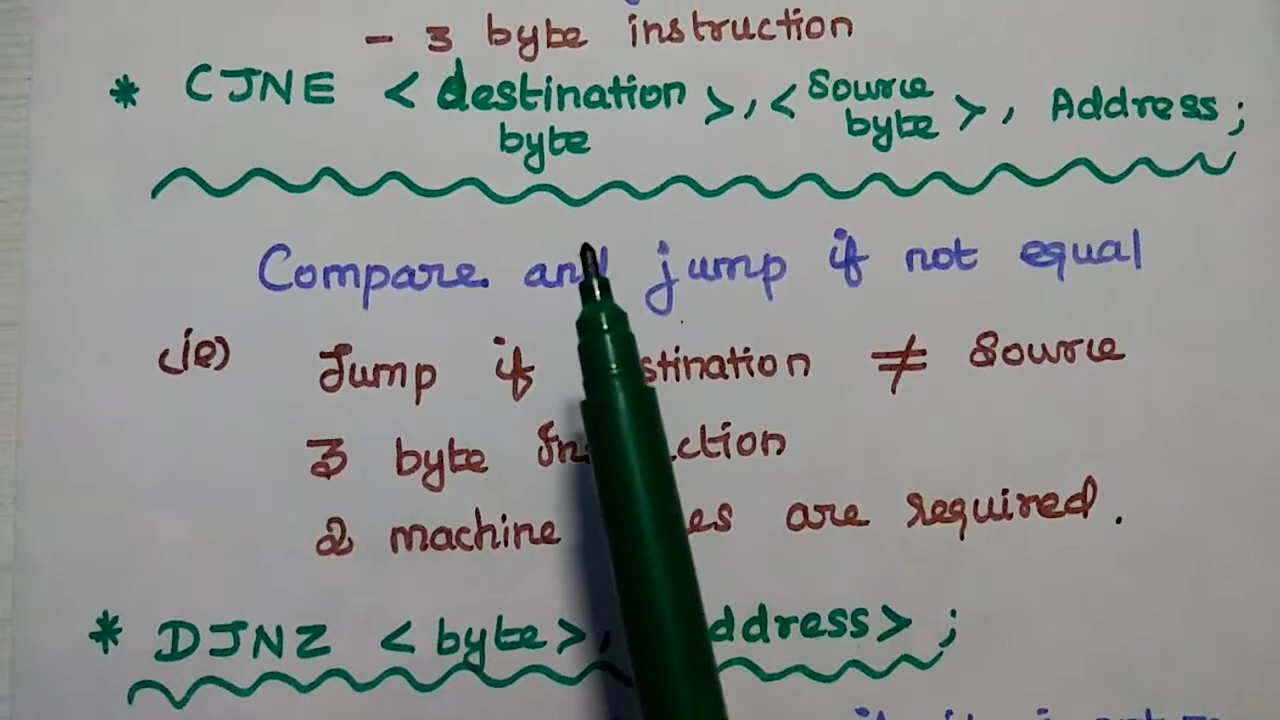 - 3 byte instruction
* CJNE < destination byte >, < Source byte >, Address;
Compare and jump if not equal
(ie) Jump if stination ≠ Source
3 byte ction
2 machine es are required.
* DJNZ < byte >, ddress > ;